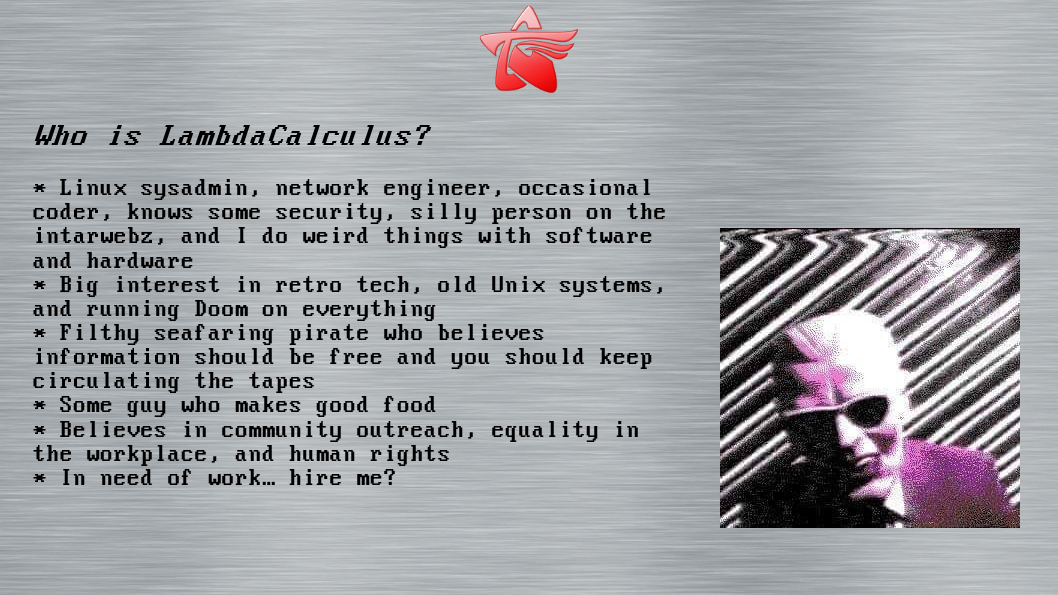 Who is LambdaCalculus?
* Linux sysadmin, network engineer, occasional
coder, knows some security, silly person on the
intarwebz, and I do weird things with software
and hardware
* Big interest in retro tech, old Unix systems,
and running Doom on everything
* Filthy seafaring pirate who believes
information should be free and you should keep
circulating the tapes
* Some guy who makes good food
* Believes in community outreach, equality in
the workplace, and human rights
* In need of work… hire me?